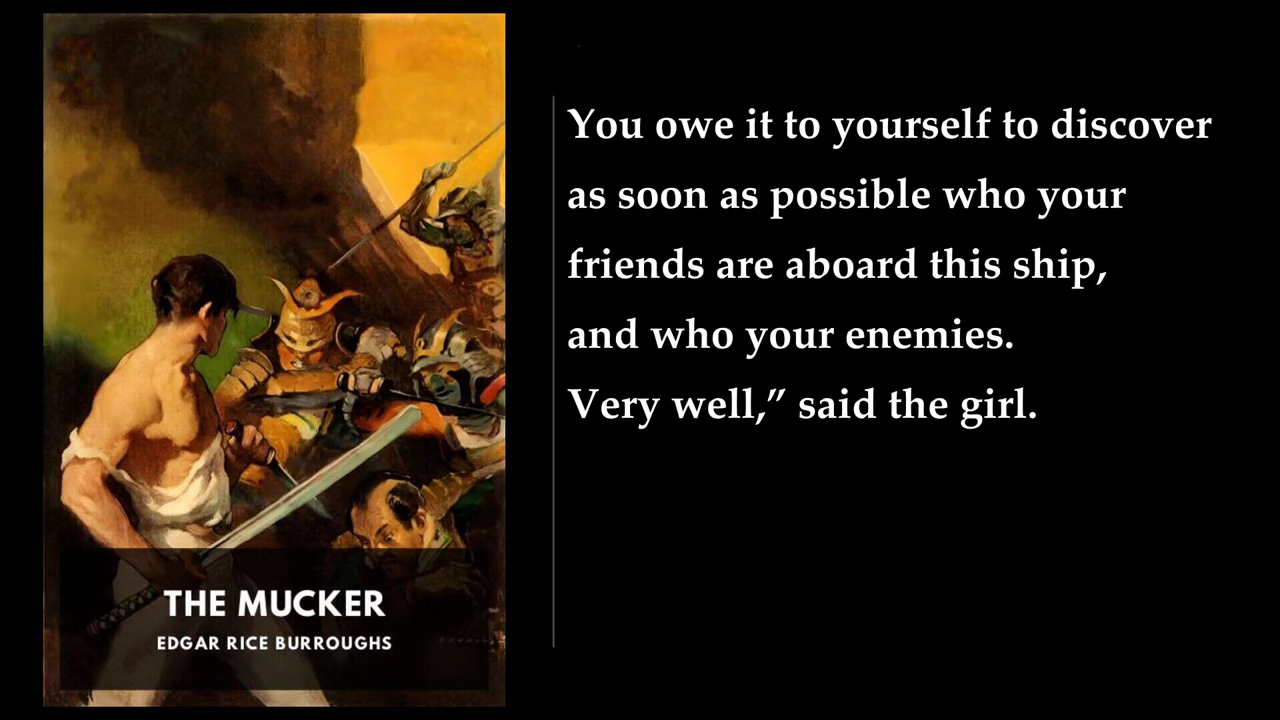 You owe it to yourself to discover
as soon as possible who your
friends are aboard this ship,
and who your enemies.
Very well,” said the girl.
THE MUCKER
EDGAR RICE BURROUGHS